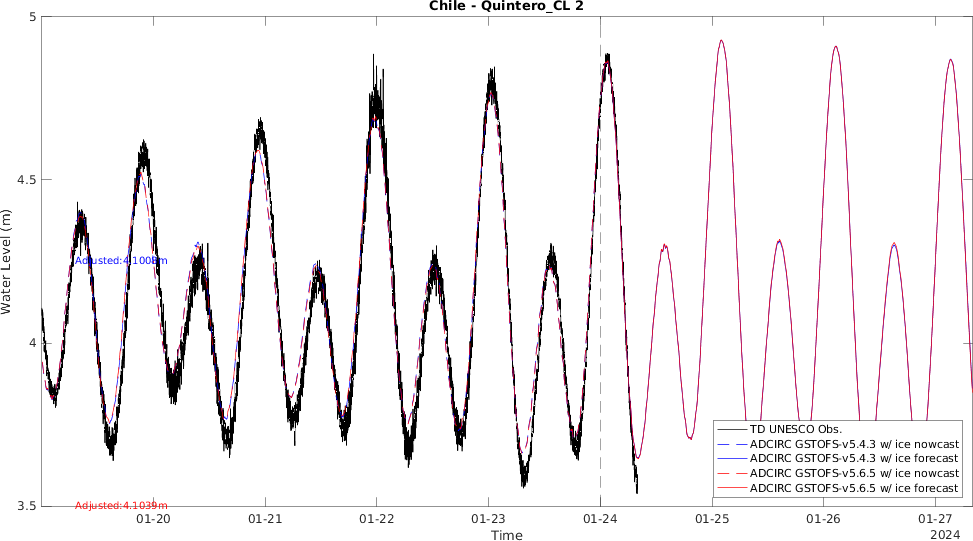 Chile - Quintero_CL 2
5
4.5
4
3.5
Water Level (m)
Adjusted:4.1008m
Adjusted:4.1039m
TD UNESCO Obs.
ADCIRC GSTOFS-v5.4.3 w/ ice nowcast
ADCIRC GSTOFS-v5.4.3 w/ ice forecast
ADCIRC GSTOFS-v5.6.5 w/ ice nowcast
ADCIRC GSTOFS-v5.6.5 w/ ice forecast
01-20 01-21 01-22 01-23 01-24 01-25 01-26 01-27
Time
2024